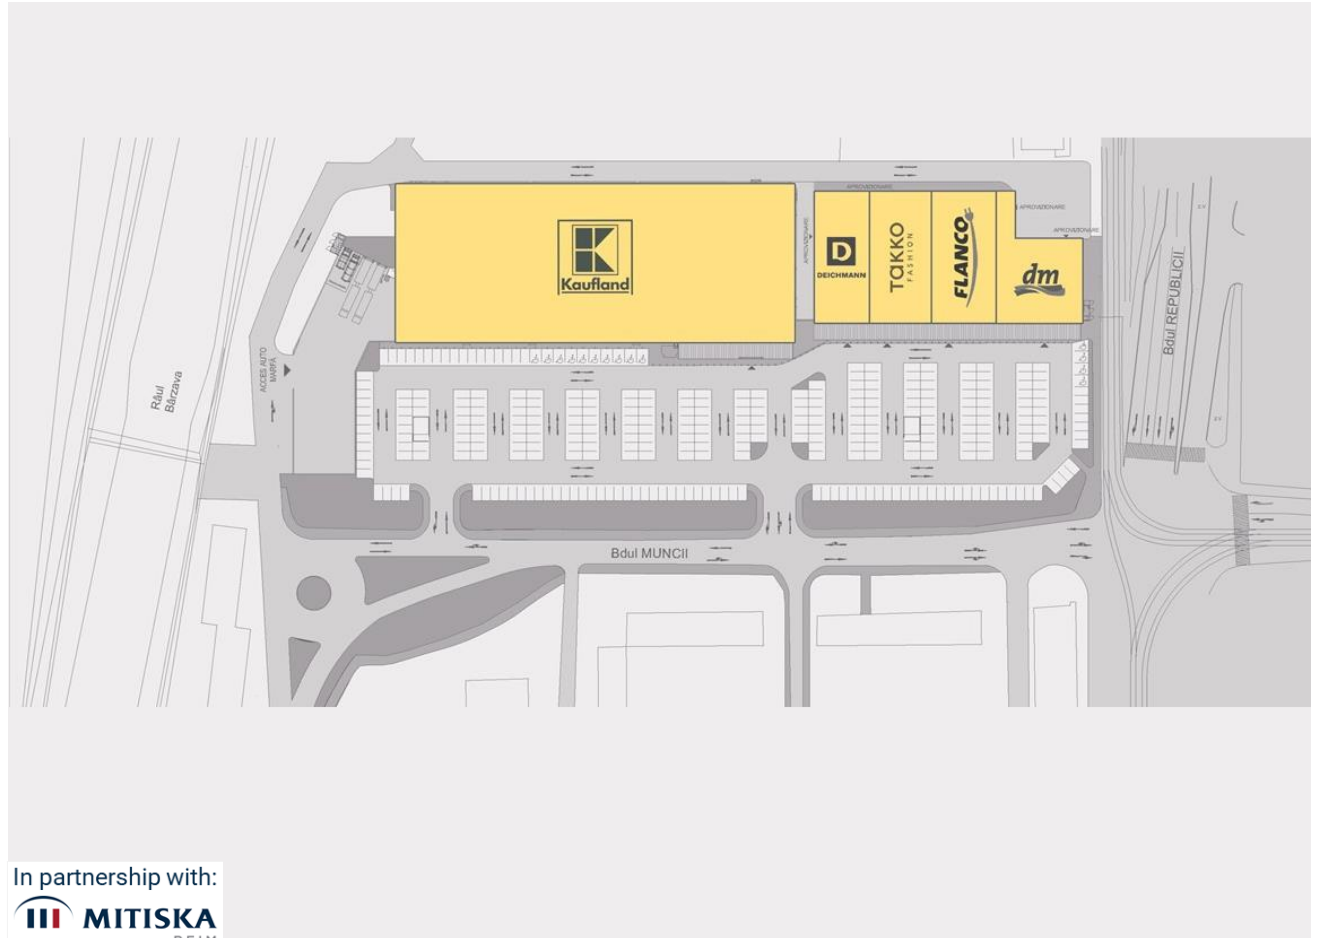 APROVIZIONARE
APROVIZIONARE
APROVIZIONARE
APROVIZIONARE
K
Kaufland
D
DEICHMANN
TAKKO
FASHION
FLANCO
dm
Bdul REPUBLICII
ACCES AUTO
MARFĂ
Râul
Bârzava
Bdul MUNCII
In partnership with:
MITISKA
REIM